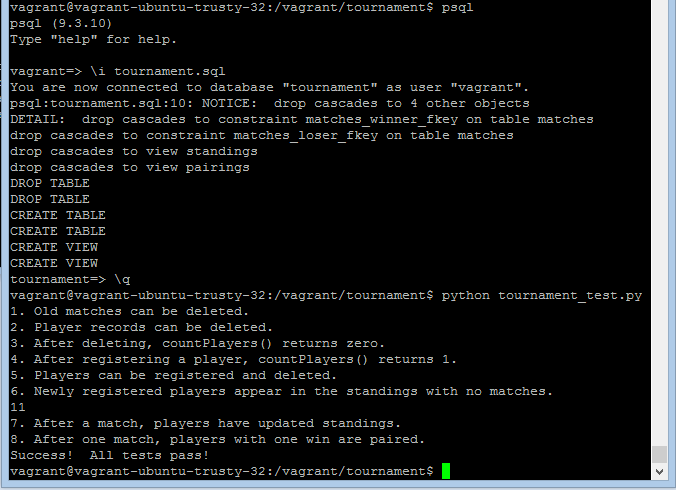 vagrant@vagrant-ubuntu-trusty-32:/vagrant/tournament$ psql
psql (9.3.10)
Type "help" for help.
vagrant=> \i tournament.sql
You are now connected to database "tournament" as user "vagrant".
psql:tournament.sql:10: NOTICE:  drop cascades to 4 other objects
DETAIL:  drop cascades to constraint matches_winner_fkey on table matches
drop cascades to constraint matches_loser_fkey on table matches
drop cascades to view standings
drop cascades to view pairings
DROP TABLE
DROP TABLE
CREATE TABLE
CREATE TABLE
CREATE VIEW
CREATE VIEW
tournament=> \q
vagrant@vagrant-ubuntu-trusty-32:/vagrant/tournament$ python tournament_test.py
1. Old matches can be deleted.
2. Player records can be deleted.
3. After deleting, countPlayers() returns zero.
4. After registering a player, countPlayers() returns 1.
5. Players can be registered and deleted.
6. Newly registered players appear in the standings with no matches.
11
7. After a match, players have updated standings.
8. After one match, players with one win are paired.
Success!  All tests pass!
vagrant@vagrant-ubuntu-trusty-32:/vagrant/tournament$